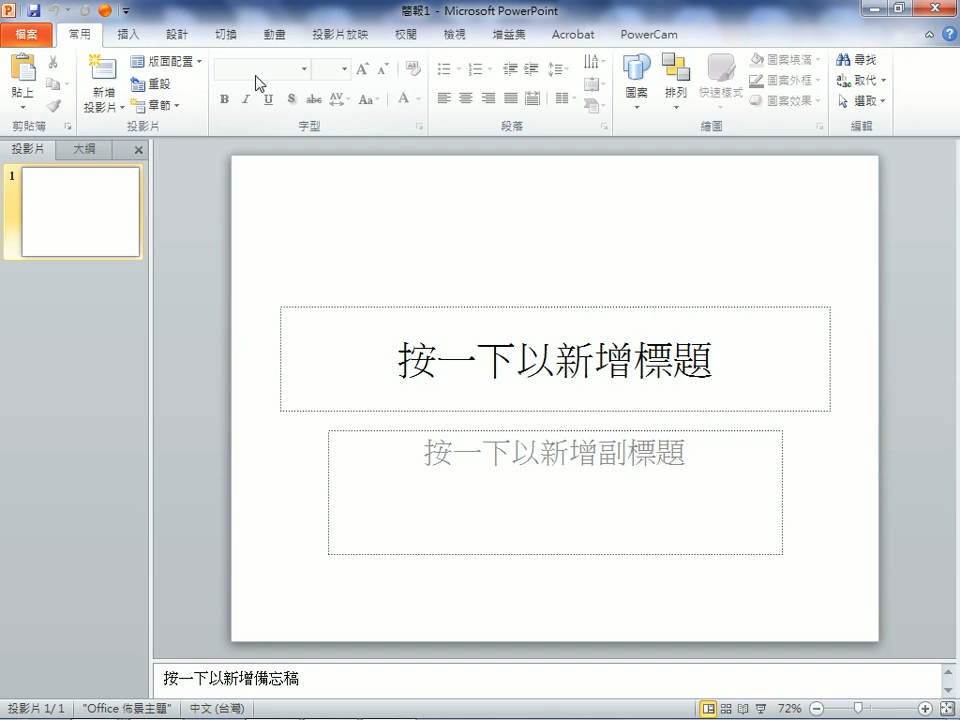 簡報1 - Microsoft PowerPoint
檔案 常用 插入 設計 切換 動畫 投影片放映 校閱 檢視 增益集 Acrobat PowerCam
貼上
剪貼簿
新增
投影片
版面配置
重設
章節
投影片
B I U S abc AV Aa A
字型
段落
圖案
排列
快速樣式
圖案填滿
圖案外框
圖案效果
繪圖
尋找
取代
選取
編輯
投影片 大綱
1
按一下以新增標題
按一下以新增副標題
按一下以新增備忘稿
投影片 1/1 "Office 佈景主題" 中文 (台灣) 72%